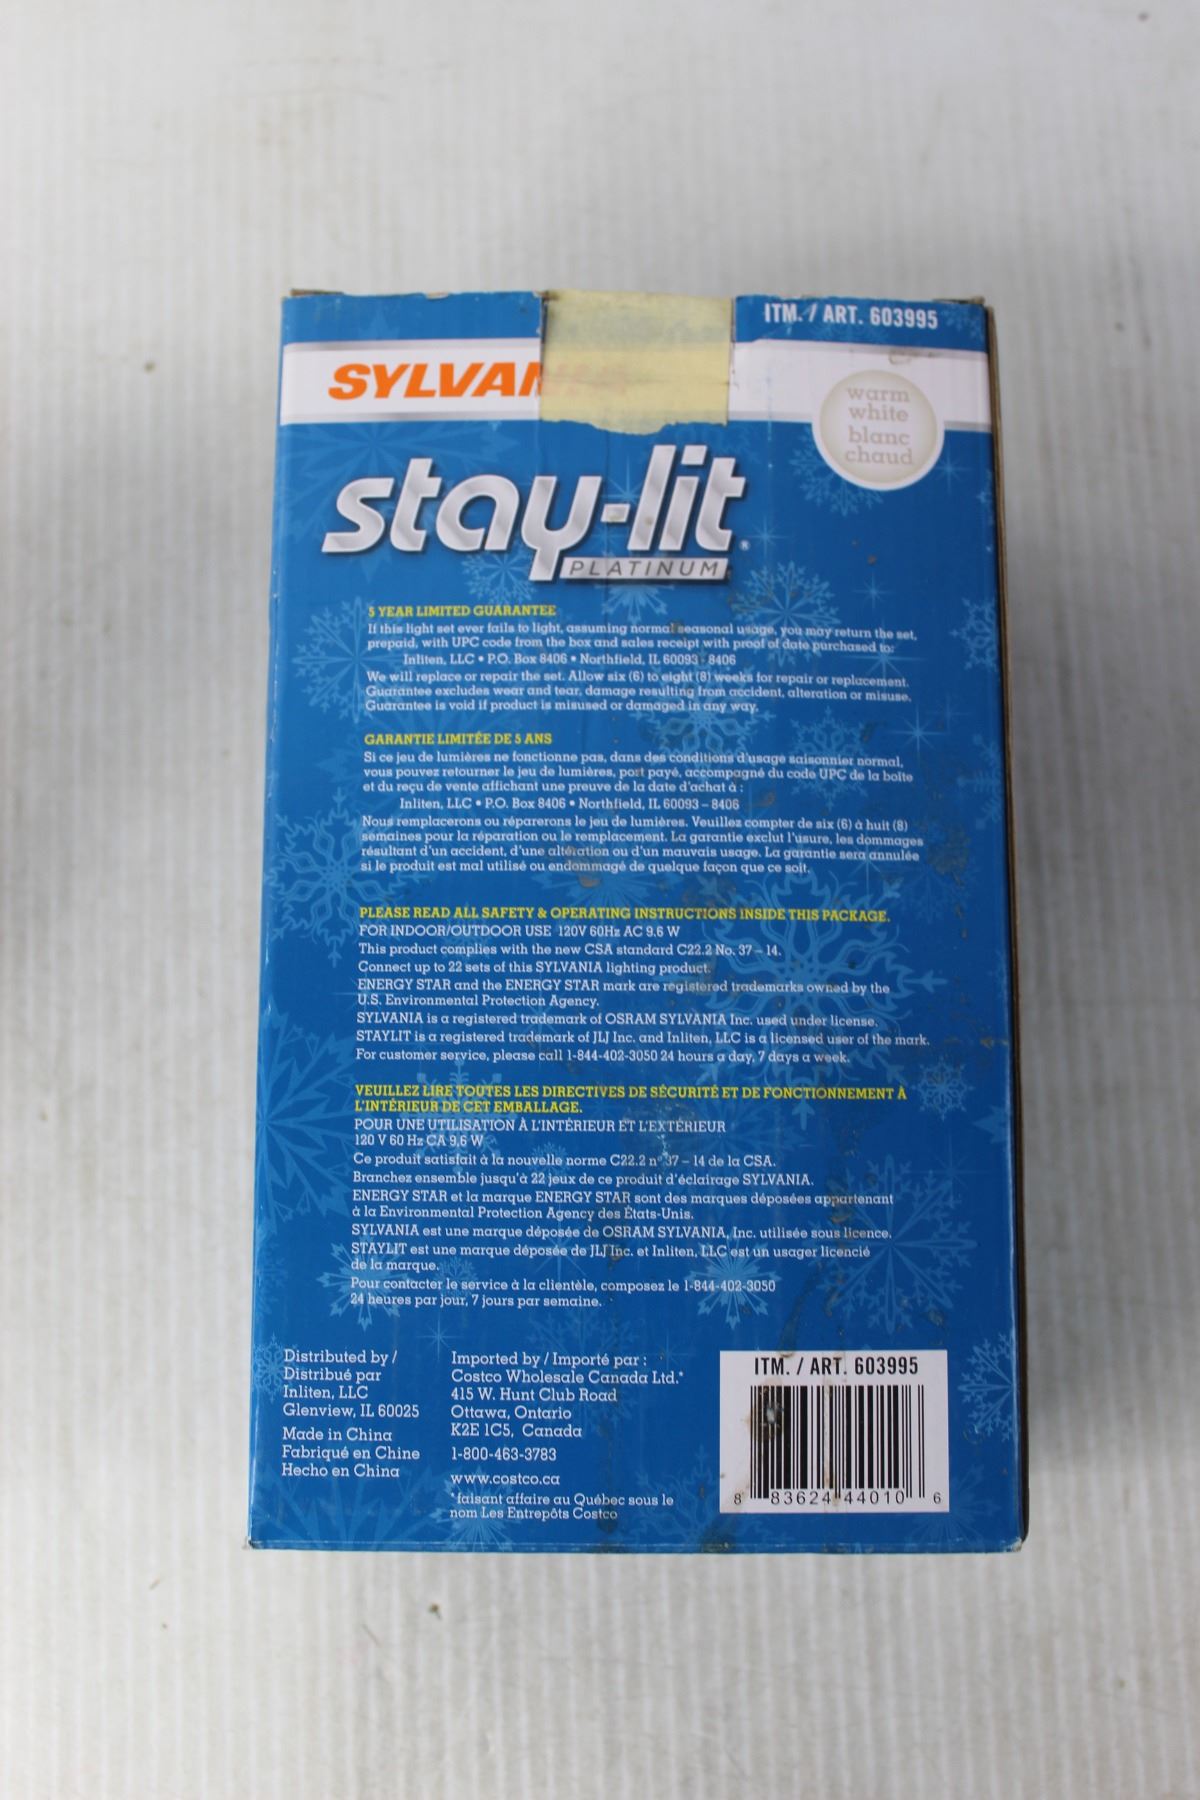 ITM. / ART. 603995
SYLVANIA
warm
white
blanc
chaud
stay-lit
PLATINUM
5 YEAR LIMITED GUARANTEE
If this light set ever fails to light, assuming normal seasonal usage, you may return the set,
prepaid, with UPC code from the box and sales receipt with proof of date purchased to:
Inliten, LLC • P.O. Box 8406 • Northfield, IL 60093 - 8406
We will replace or repair the set. Allow six (6) to eight (8) weeks for repair or replacement.
Guarantee excludes wear and tear, damage resulting from accident, alteration or misuse.
Guarantee is void if product is misused or damaged in any way.
GARANTIE LIMITÉE DE 5 ANS
Si ce jeu de lumières ne fonctionne pas, dans des conditions d'usage saisonnier normal,
vous pouvez retourner le jeu de lumières, port payé, accompagné du code UPC de la boîte
et du reçu de vente affichant une preuve de la date d'achat à :
Inliten, LLC • P.O. Box 8406 • Northfield, IL 60093 – 8406
Nous remplacerons ou réparerons le jeu de lumières. Veuillez compter de six (6) à huit (8)
semaines pour la réparation ou le remplacement. La garantie exclut l'usure, les dommages
résultant d'un accident, d'une altération ou d'un mauvais usage. La garantie sera annulée
si le produit est mal utilisé ou endommagé de quelque façon que ce soit.
PLEASE READ ALL SAFETY & OPERATING INSTRUCTIONS INSIDE THIS PACKAGE.
FOR INDOOR/OUTDOOR USE 120V 60Hz AC 9.6 W
This product complies with the new CSA standard C22.2 No. 37 – 14.
Connect up to 22 sets of this SYLVANIA lighting product.
ENERGY STAR and the ENERGY STAR mark are registered trademarks owned by the
U.S. Environmental Protection Agency.
SYLVANIA is a registered trademark of OSRAM SYLVANIA Inc. used under license.
STAYLIT is a registered trademark of JLJ Inc. and Inliten, LLC is a licensed user of the mark.
For customer service, please call 1-844-402-3050 24 hours a day, 7 days a week.
VEUILLEZ LIRE TOUTES LES DIRECTIVES DE SÉCURITÉ ET DE FONCTIONNEMENT À
L'INTÉRIEUR DE CET EMBALLAGE.
POUR UNE UTILISATION À L'INTÉRIEUR ET L'EXTÉRIEUR
120 V 60 Hz CA 9,6 W
Ce produit satisfait à la nouvelle norme C22.2 n° 37 – 14 de la CSA.
Branchez ensemble jusqu'à 22 jeux de ce produit d'éclairage SYLVANIA.
ENERGY STAR et la marque ENERGY STAR sont des marques déposées appartenant
à la Environmental Protection Agency des États-Unis.
SYLVANIA est une marque déposée de OSRAM SYLVANIA, Inc. utilisée sous licence.
STAYLIT est une marque déposée de JLJ Inc. et Inliten, LLC est un usager licencié
de la marque.
Pour contacter le service à la clientèle, composez le 1-844-402-3050
24 heures par jour, 7 jours par semaine.
Distributed by /
Distribué par
Inliten, LLC
Glenview, IL 60025
Made in China
Fabriqué en Chine
Hecho en China
Imported by / Importé par :
Costco Wholesale Canada Ltd.*
415 W. Hunt Club Road
Ottawa, Ontario
K2E 1C5, Canada
1-800-463-3783
www.costco.ca
*faisant affaire au Québec sous le
nom Les Entrepôts Costco
ITM. / ART. 603995
8 83624 44010 6